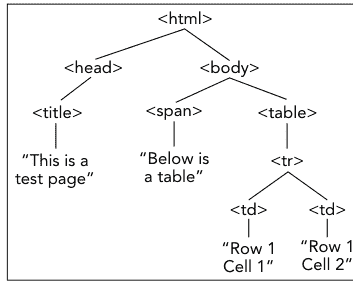 <html>
<head> <body>
<title> <span> <table>
“This is a “Below is <tr>
test page” a table”
<td> <td>
“Row 1 “Row 1
Cell 1” Cell 2”